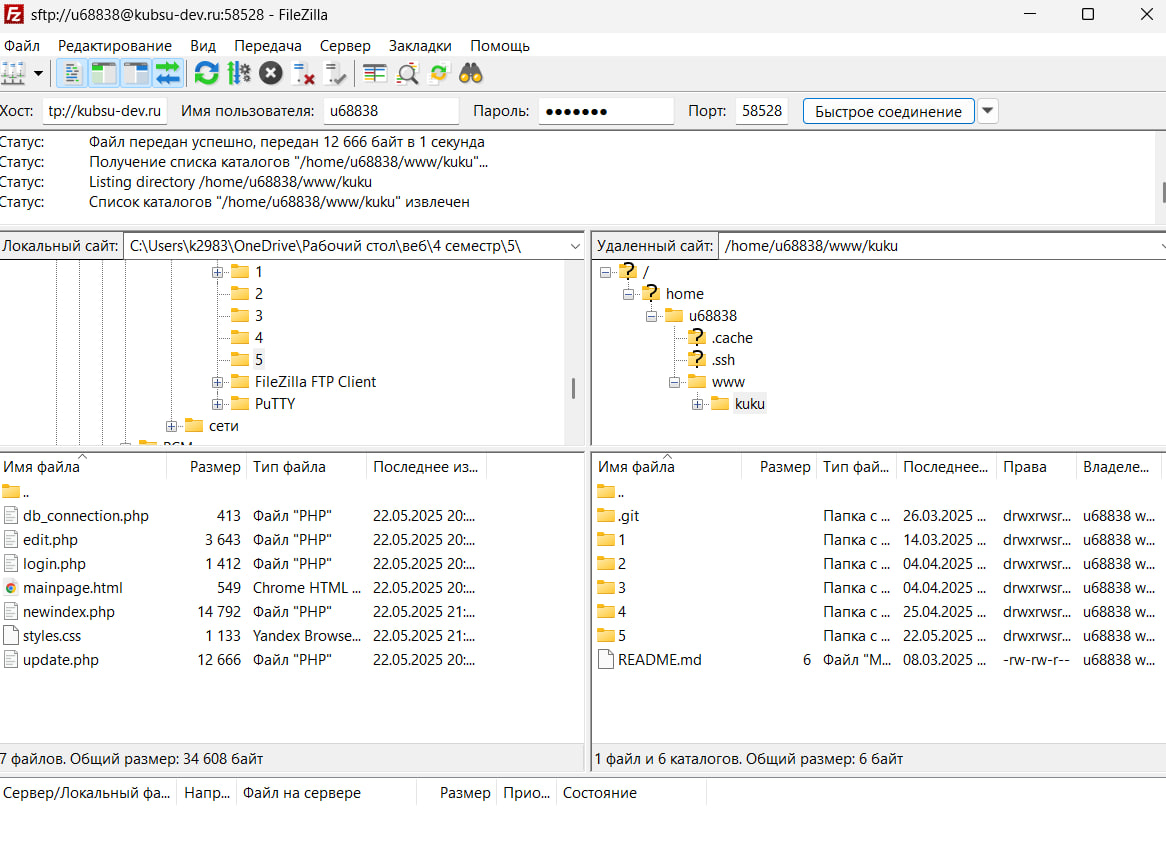 sftp://u68838@kubsu-dev.ru:58528 - FileZilla
Файл Редактирование Вид Передача Сервер Закладки Помощь
Хост: tp://kubsu-dev.ru Имя пользователя: u68838 Пароль: ●●●●●●● Порт: 58528 Быстрое соединение
Статус: Файл передан успешно, передан 12 666 байт в 1 секунда
Статус: Получение списка каталогов "/home/u68838/www/kuku"...
Статус: Listing directory /home/u68838/www/kuku
Статус: Список каталогов "/home/u68838/www/kuku" извлечен
Локальный сайт: C:\Users\k2983\OneDrive\Рабочий стол\веб\4 семестр\5\
1
2
3
4
5
FileZilla FTP Client
PuTTY
сети
Удаленный сайт: /home/u68838/www/kuku
/
home
u68838
.cache
.ssh
www
kuku
Имя файла Размер Тип файла Последнее из...
..
db_connection.php 413 Файл "PHP" 22.05.2025 20:...
edit.php 3 643 Файл "PHP" 22.05.2025 20:...
login.php 1 412 Файл "PHP" 22.05.2025 20:...
mainpage.html 549 Chrome HTML ... 22.05.2025 20:...
newindex.php 14 792 Файл "PHP" 22.05.2025 21:...
styles.css 1 133 Yandex Browse... 22.05.2025 21:...
update.php 12 666 Файл "PHP" 22.05.2025 20:...
7 файлов. Общий размер: 34 608 байт
Имя файла Размер Тип фай... Последнее... Права Владеле...
..
.git Папка с ... 26.03.2025 ... drwxrwsr... u68838 w...
1 Папка с ... 14.03.2025 ... drwxrwsr... u68838 w...
2 Папка с ... 04.04.2025 ... drwxrwsr... u68838 w...
3 Папка с ... 04.04.2025 ... drwxrwsr... u68838 w...
4 Папка с ... 25.04.2025 ... drwxrwsr... u68838 w...
5 Папка с ... 22.05.2025 ... drwxrwsr... u68838 w...
README.md 6 Файл "M... 08.03.2025 ... -rw-rw-r-- u68838 w...
1 файл и 6 каталогов. Общий размер: 6 байт
Сервер/Локальный фа... Напр... Файл на сервере Размер Прио... Состояние